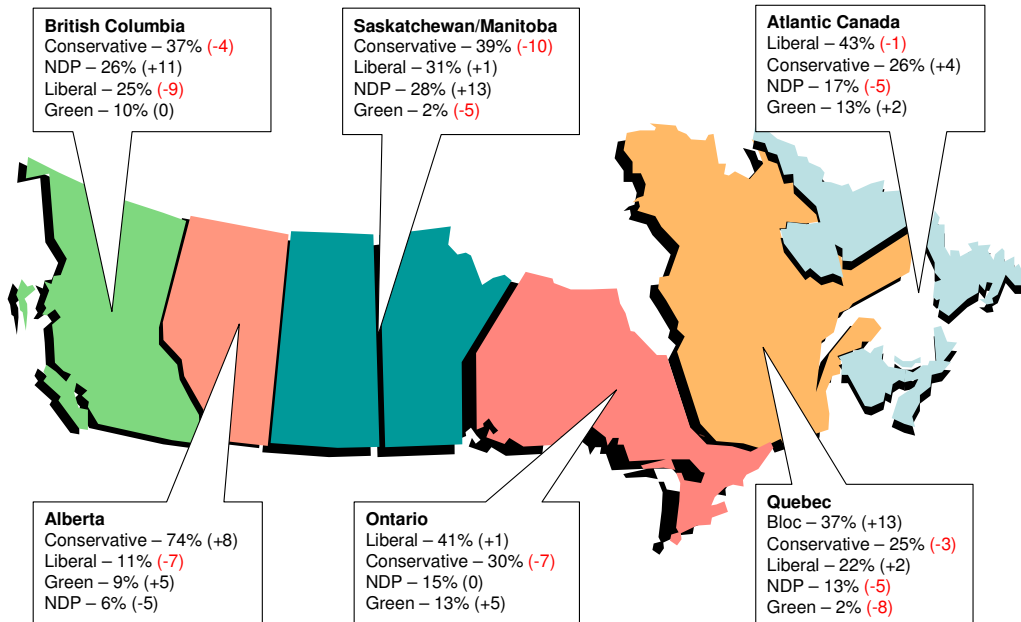 British Columbia
Conservative – 37% (-4)
NDP – 26% (+11)
Liberal – 25% (-9)
Green – 10% (0)
Saskatchewan/Manitoba
Conservative – 39% (-10)
Liberal – 31% (+1)
NDP – 28% (+13)
Green – 2% (-5)
Atlantic Canada
Liberal – 43% (-1)
Conservative – 26% (+4)
NDP – 17% (-5)
Green – 13% (+2)
Alberta
Conservative – 74% (+8)
Liberal – 11% (-7)
Green – 9% (+5)
NDP – 6% (-5)
Ontario
Liberal – 41% (+1)
Conservative – 30% (-7)
NDP – 15% (0)
Green – 13% (+5)
Quebec
Bloc – 37% (+13)
Conservative – 25% (-3)
Liberal – 22% (+2)
NDP – 13% (-5)
Green – 2% (-8)